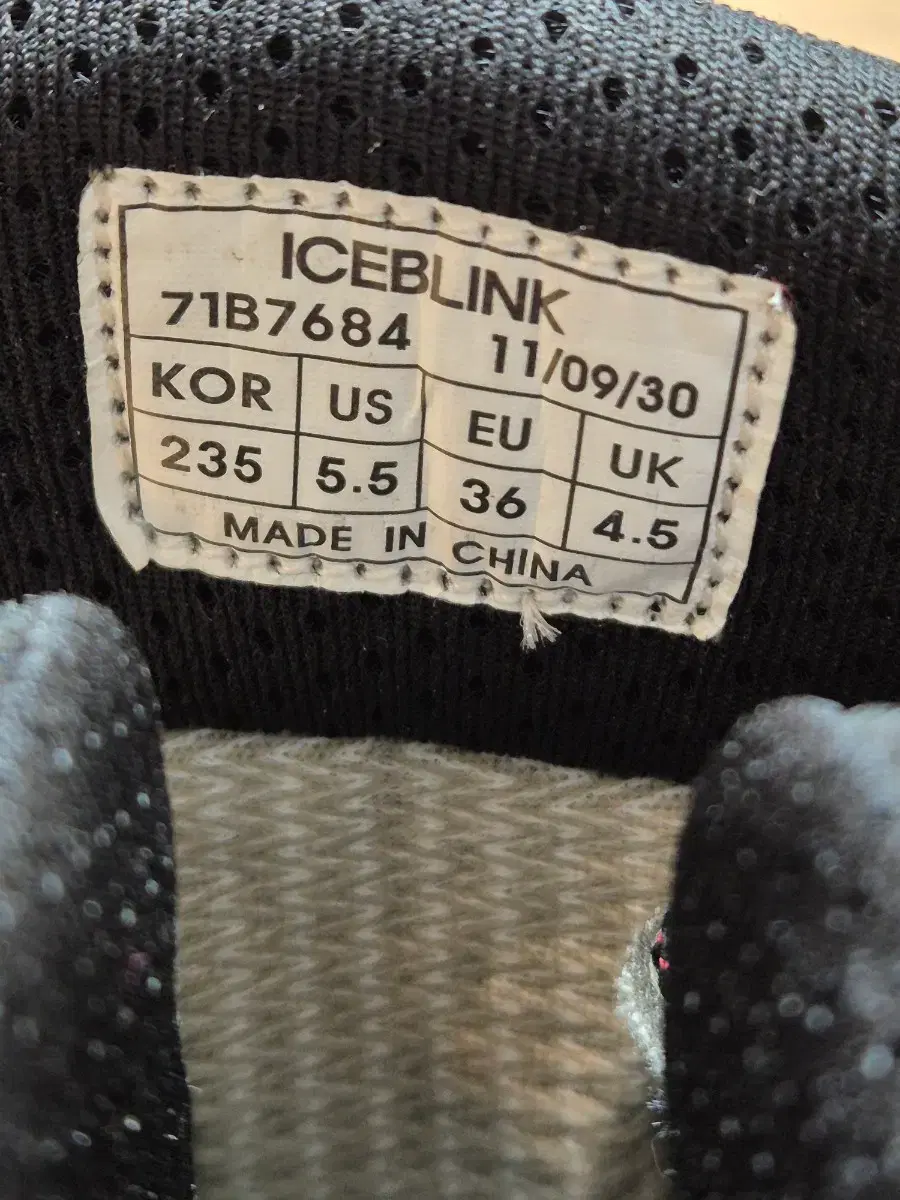 ICEBLINK
71B7684 11/09/30
KOR US EU UK
235 5.5 36 4.5
MADE IN CHINA